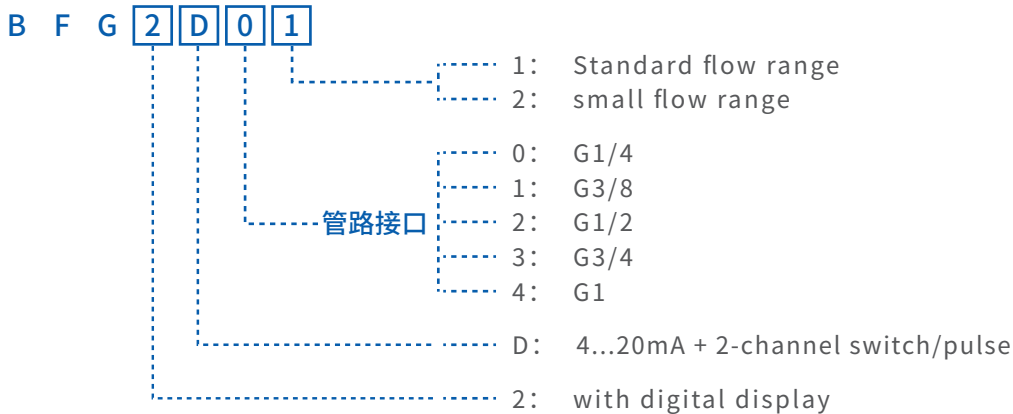 B F G 2 D 0 1
1： Standard flow range
2： small flow range
0： G1/4
1： G3/8
管路接口 2： G1/2
3： G3/4
4： G1
D： 4...20mA + 2-channel switch/pulse
2： with digital display